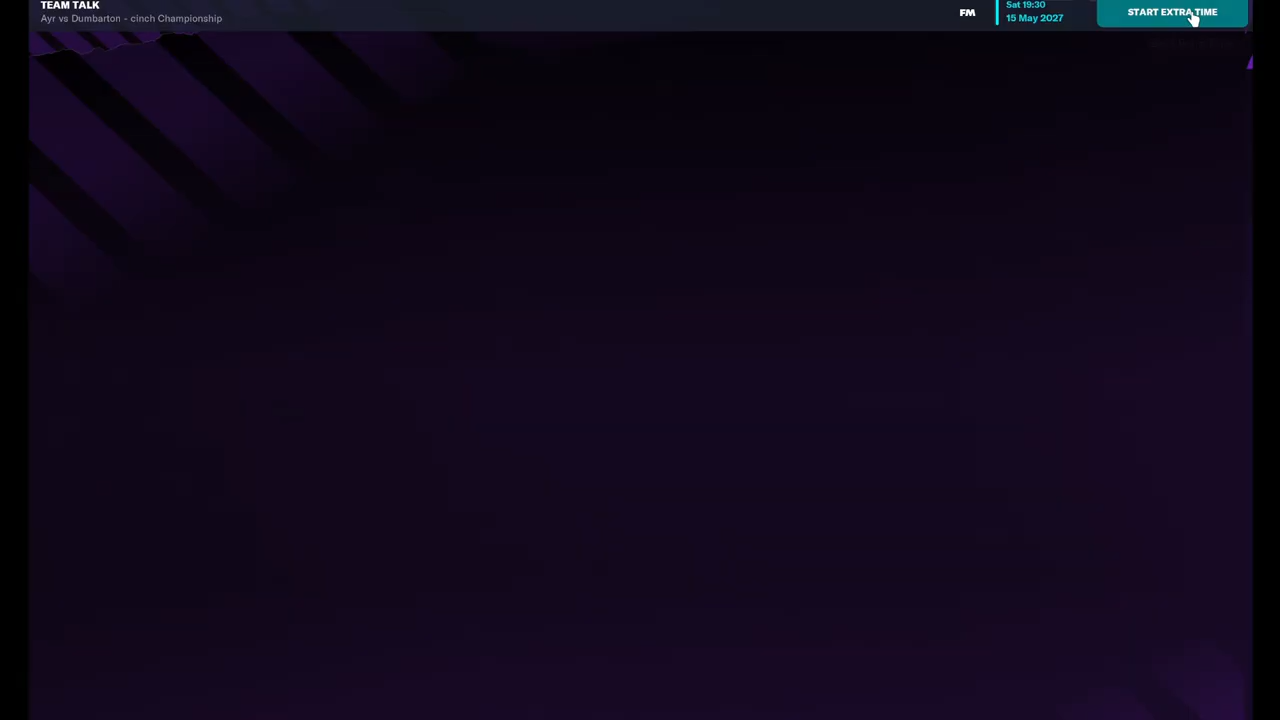 TEAM TALK
Ayr vs Dumbarton - cinch Championship
FM
Sat 19:30
15 May 2027
START EXTRA TIME